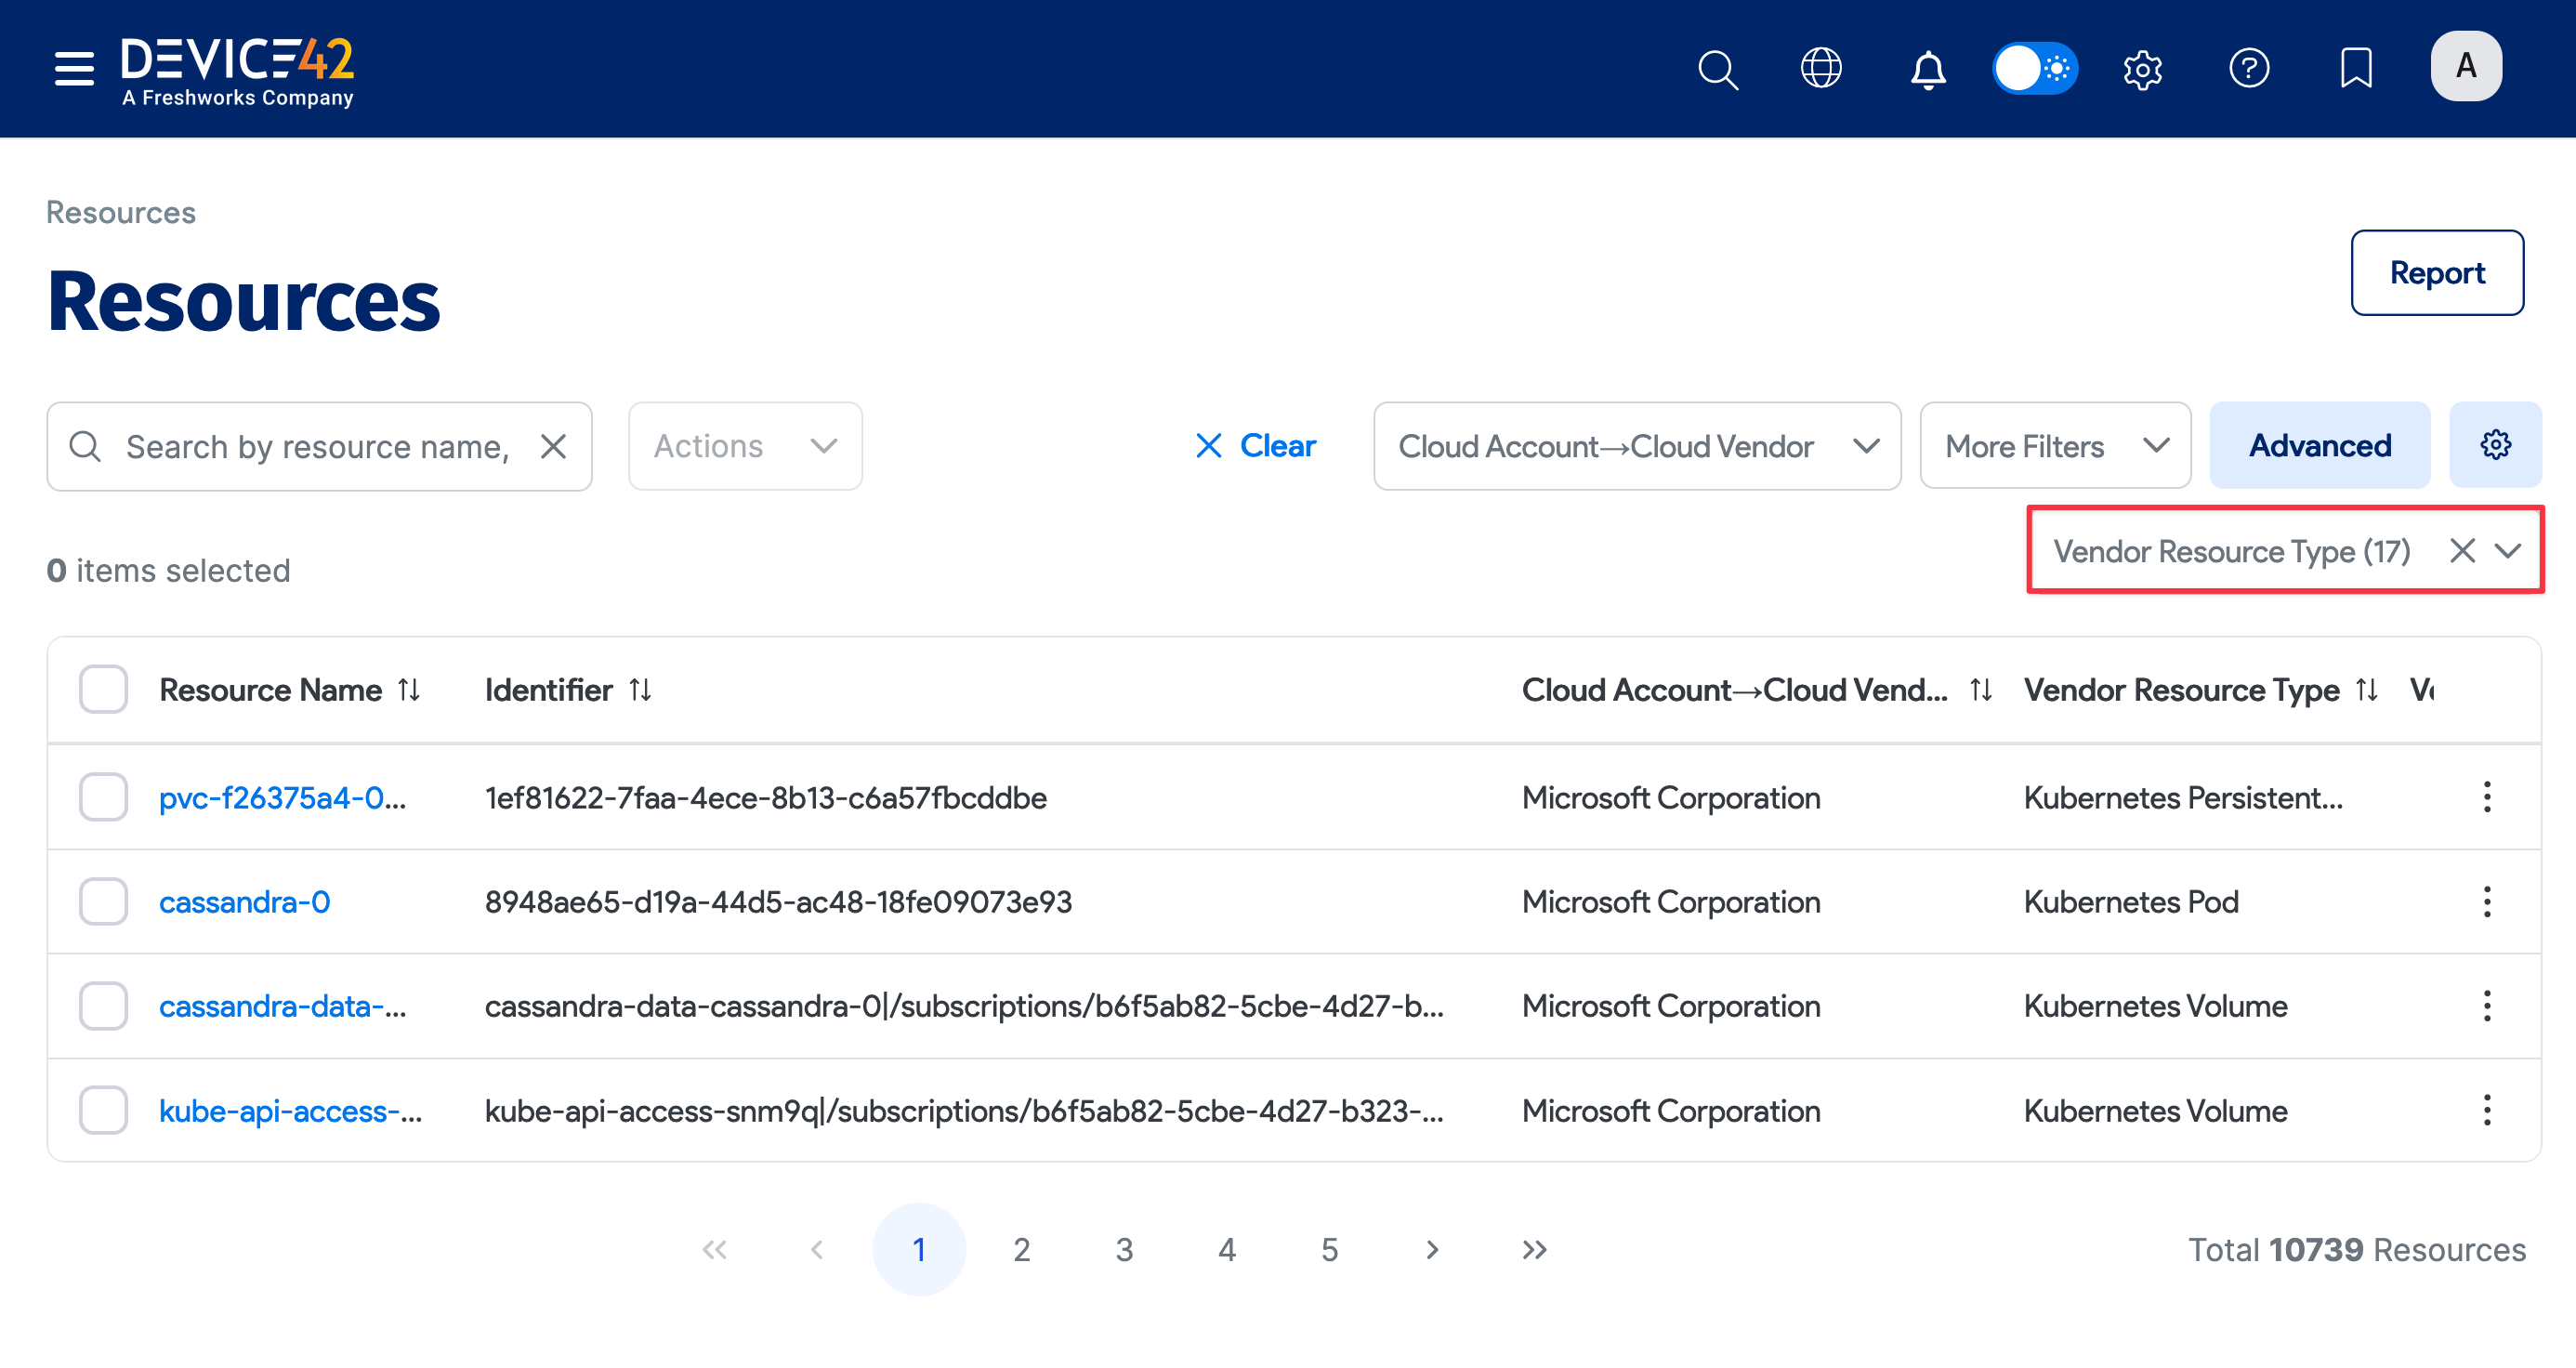 DEVICE42
A Freshworks Company
A
Resources
Resources
Report
Search by resource name,
Actions
Clear
Cloud Account→Cloud Vendor
More Filters
Advanced
Vendor Resource Type (17)
0 items selected
Resource Name
Identifier
Cloud Account→Cloud Vend...
Vendor Resource Type
pvc-f26375a4-0...
1ef81622-7faa-4ece-8b13-c6a57fbcddbe
Microsoft Corporation
Kubernetes Persistent...
cassandra-0
8948ae65-d19a-44d5-ac48-18fe09073e93
Microsoft Corporation
Kubernetes Pod
cassandra-data-...
cassandra-data-cassandra-0|/subscriptions/b6f5ab82-5cbe-4d27-b...
Microsoft Corporation
Kubernetes Volume
kube-api-access-...
kube-api-access-snm9q|/subscriptions/b6f5ab82-5cbe-4d27-b323-...
Microsoft Corporation
Kubernetes Volume
1
2
3
4
5
Total 10739 Resources